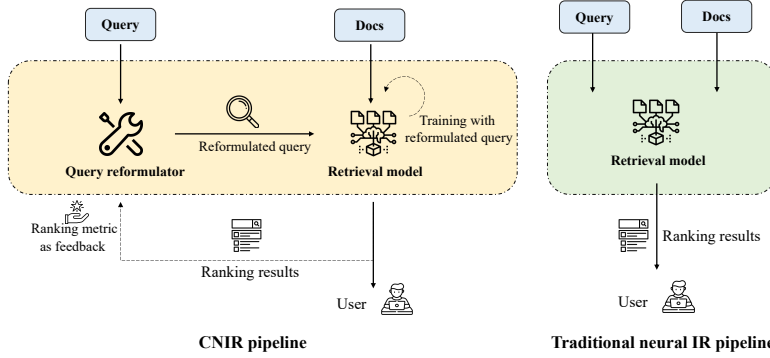 Query
Docs
Query reformulator
Reformulated query
Retrieval model
Training with
reformulated query
Ranking metric
as feedback
Ranking results
User
CNIR pipeline
Query
Docs
Retrieval model
Ranking results
User
Traditional neural IR pipeline